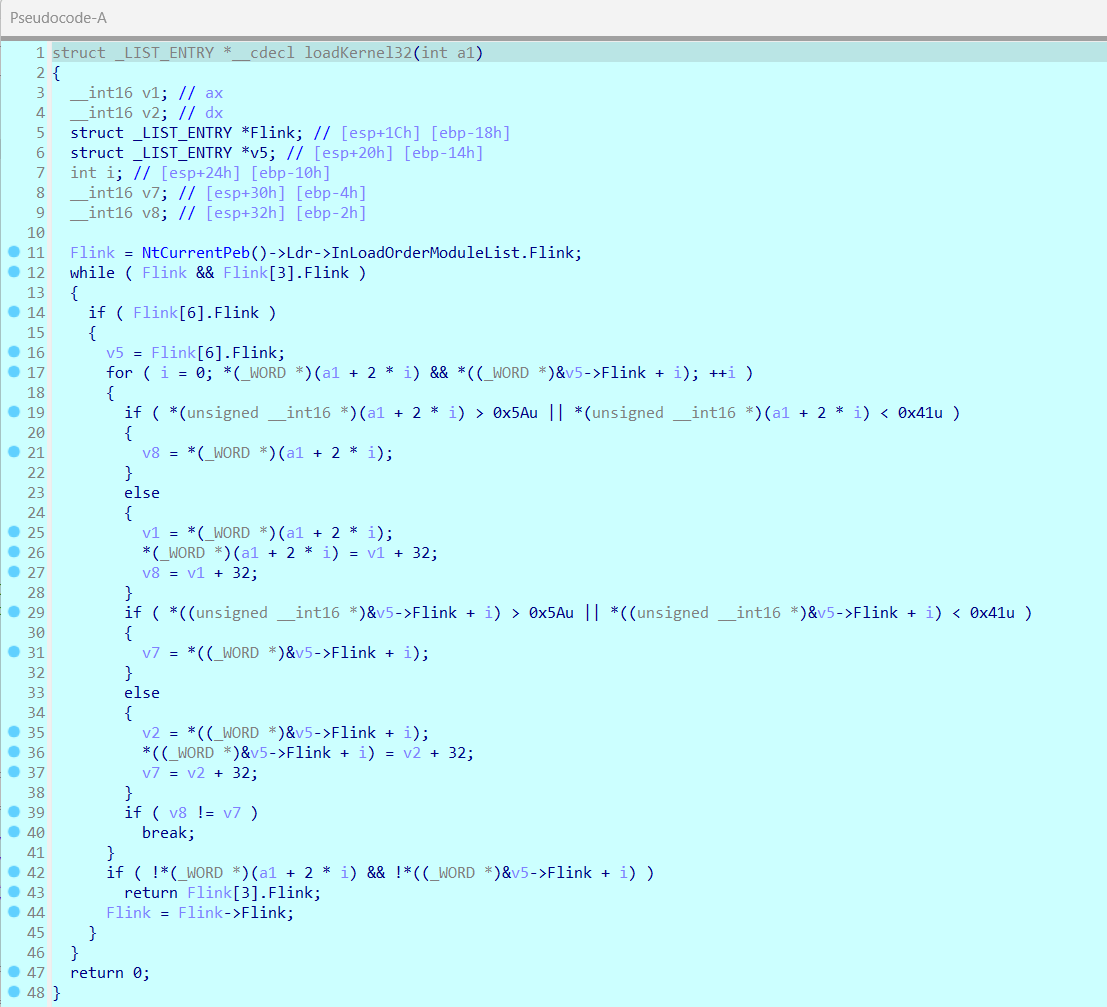 Pseudocode-A
1 struct _LIST_ENTRY *__cdecl loadKernel32(int a1)
2 {
3   __int16 v1; // ax
4   __int16 v2; // dx
5   struct _LIST_ENTRY *Flink; // [esp+1Ch] [ebp-18h]
6   struct _LIST_ENTRY *v5; // [esp+20h] [ebp-14h]
7   int i; // [esp+24h] [ebp-10h]
8   __int16 v7; // [esp+30h] [ebp-4h]
9   __int16 v8; // [esp+32h] [ebp-2h]
10
11   Flink = NtCurrentPeb()->Ldr->InLoadOrderModuleList.Flink;
12   while ( Flink && Flink[3].Flink )
13   {
14     if ( Flink[6].Flink )
15     {
16       v5 = Flink[6].Flink;
17       for ( i = 0; *(_WORD *)(a1 + 2 * i) && *((_WORD *)&v5->Flink + i); ++i )
18       {
19         if ( *(unsigned __int16 *)(a1 + 2 * i) > 0x5Au || *(unsigned __int16 *)(a1 + 2 * i) < 0x41u )
20         {
21           v8 = *(_WORD *)(a1 + 2 * i);
22         }
23         else
24         {
25           v1 = *(_WORD *)(a1 + 2 * i);
26           *(_WORD *)(a1 + 2 * i) = v1 + 32;
27           v8 = v1 + 32;
28         }
29         if ( *((unsigned __int16 *)&v5->Flink + i) > 0x5Au || *((unsigned __int16 *)&v5->Flink + i) < 0x41u )
30         {
31           v7 = *((_WORD *)&v5->Flink + i);
32         }
33         else
34         {
35           v2 = *((_WORD *)&v5->Flink + i);
36           *((_WORD *)&v5->Flink + i) = v2 + 32;
37           v7 = v2 + 32;
38         }
39         if ( v8 != v7 )
40           break;
41       }
42       if ( !*(_WORD *)(a1 + 2 * i) && !*((_WORD *)&v5->Flink + i) )
43         return Flink[3].Flink;
44       Flink = Flink->Flink;
45     }
46   }
47   return 0;
48 }